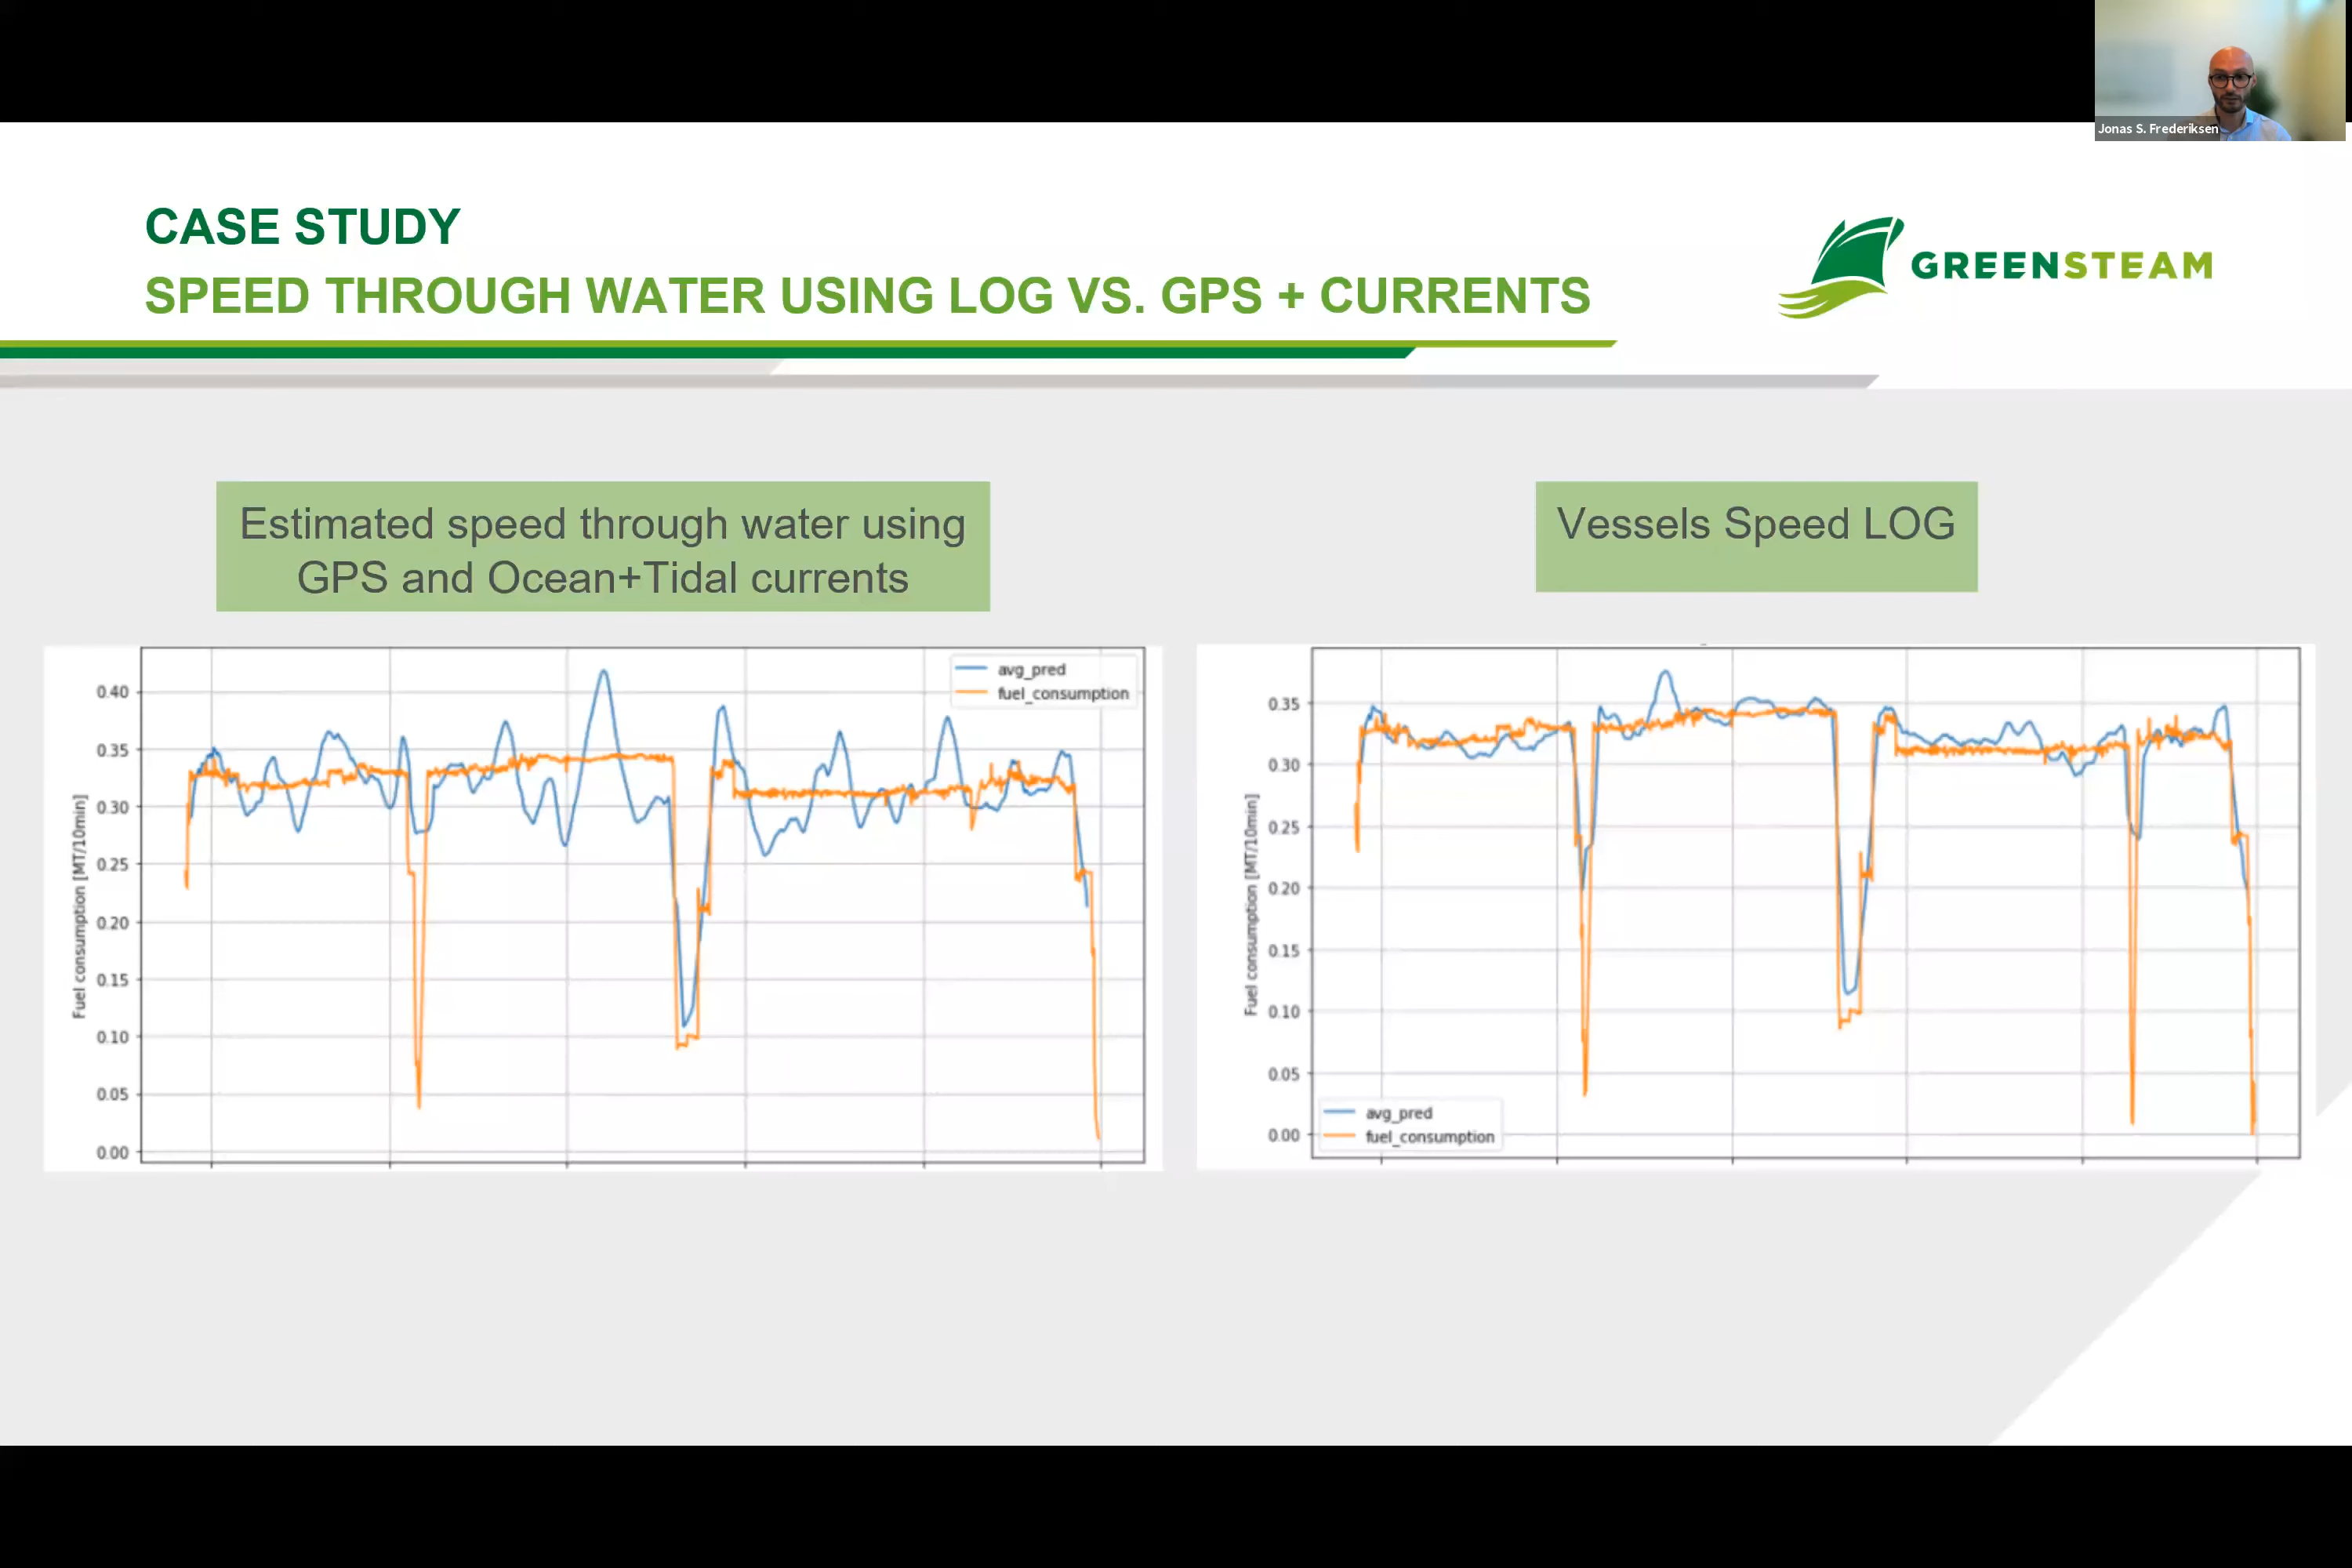 Jonas S. Frederiksen
CASE STUDY
SPEED THROUGH WATER USING LOG VS. GPS + CURRENTS
GREENSTEAM
Estimated speed through water using
GPS and Ocean+Tidal currents
Vessels Speed LOG
avg_pred
fuel_consumption
0.40
0.35
0.30
0.25
0.20
0.15
0.10
0.05
0.00
Fuel consumption [MT/10min]
0.35
0.30
0.25
0.20
0.15
0.10
0.05
0.00
Fuel consumption [MT/10min]
avg_pred
fuel_consumption